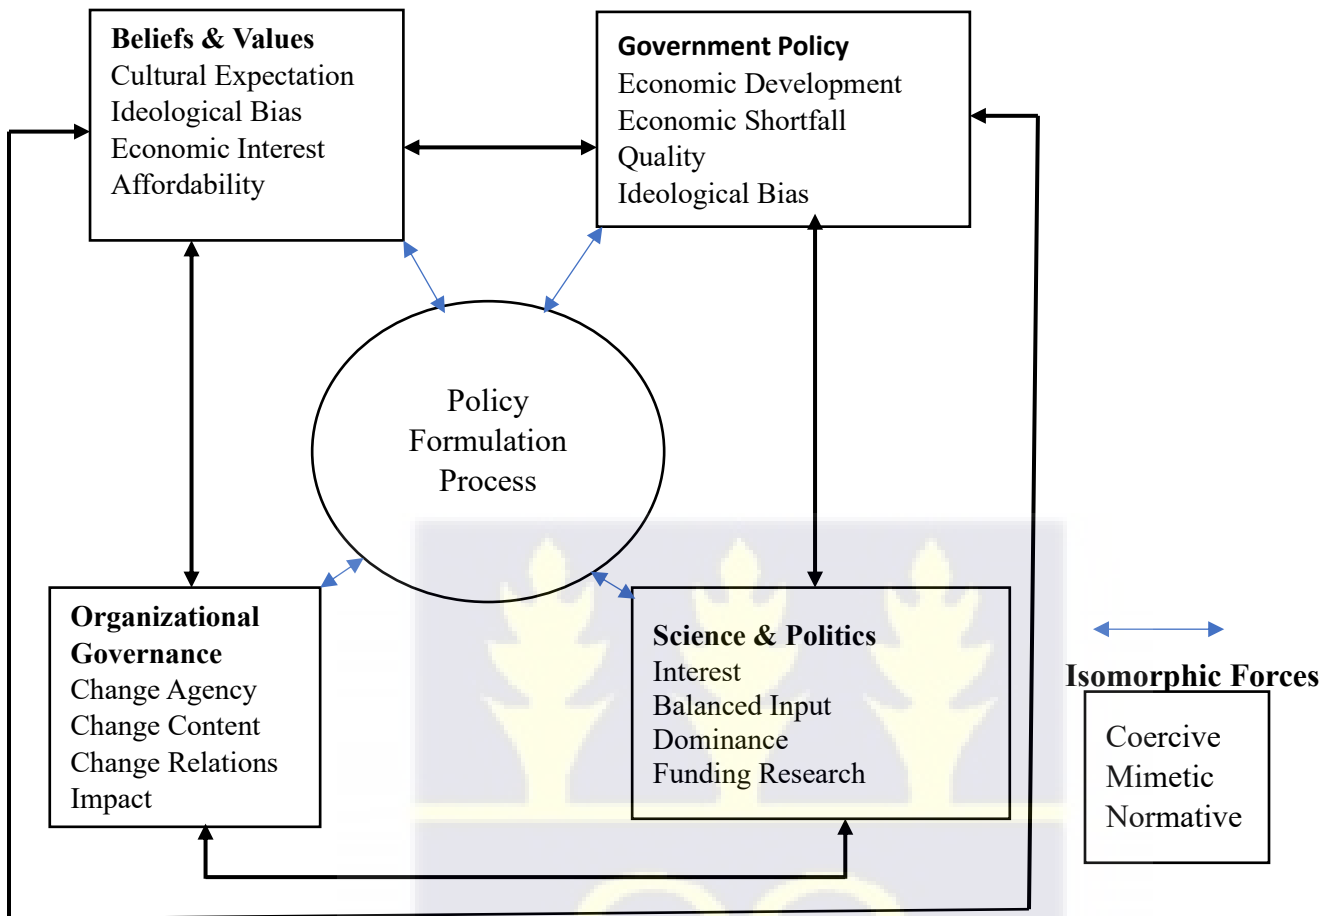 Beliefs & Values
Cultural Expectation
Ideological Bias
Economic Interest
Affordability
Government Policy
Economic Development
Economic Shortfall
Quality
Ideological Bias
Policy
Formulation
Process
Organizational
Governance
Change Agency
Change Content
Change Relations
Impact
Science & Politics
Interest
Balanced Input
Dominance
Funding Research
Isomorphic Forces
Coercive
Mimetic
Normative